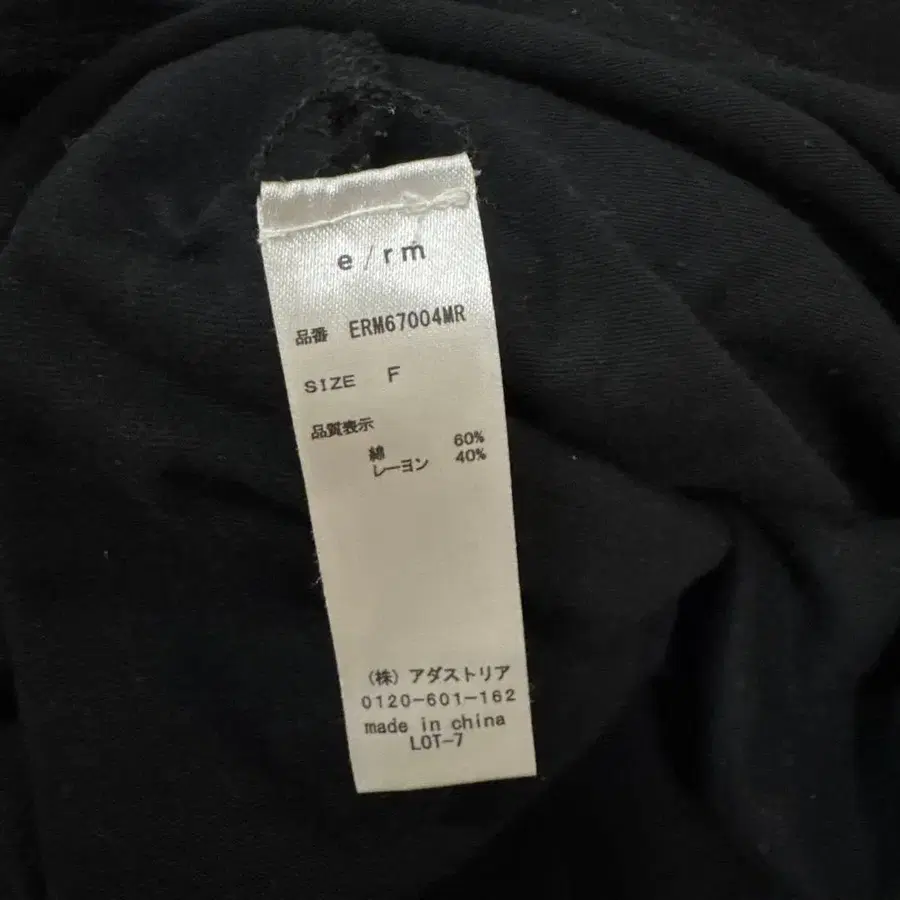 e/rm
品番 ERM67004MR
SIZE F
品質表示
綿 60%
レーヨン 40%
(株)アダストリア
0120-601-162
made in china
LOT-7